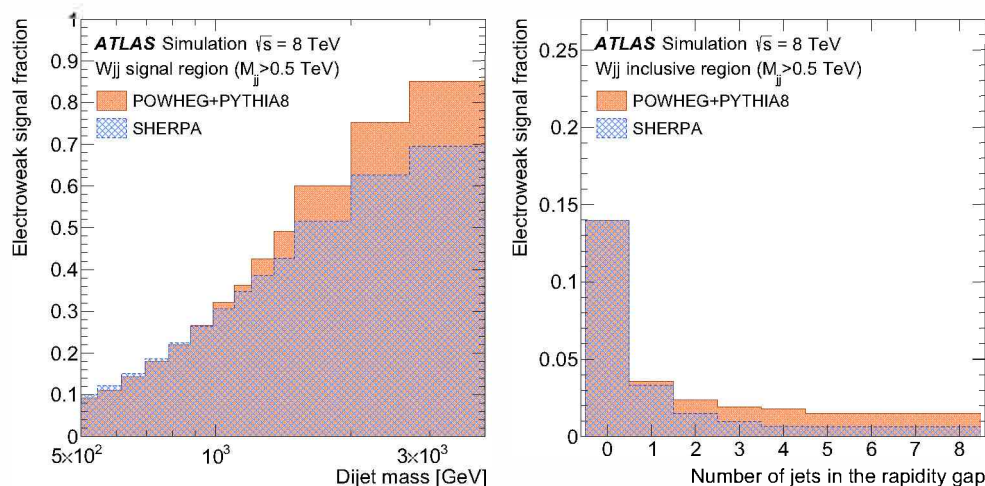 ATLAS Simulation √s = 8 TeV
Wjj signal region (Mjj>0.5 TeV)
POWHEG+PYTHIA8
SHERPA
Electroweak signal fraction
0.9
0.8
0.7
0.6
0.5
0.4
0.3
0.2
0.1
0
5×10²
10³
3×10³
Dijet mass [GeV]
ATLAS Simulation √s = 8 TeV
Wjj inclusive region (Mjj>0.5 TeV)
POWHEG+PYTHIA8
SHERPA
Electroweak signal fraction
0.25
0.2
0.15
0.1
0.05
0
0 1 2 3 4 5 6 7 8
Number of jets in the rapidity gap